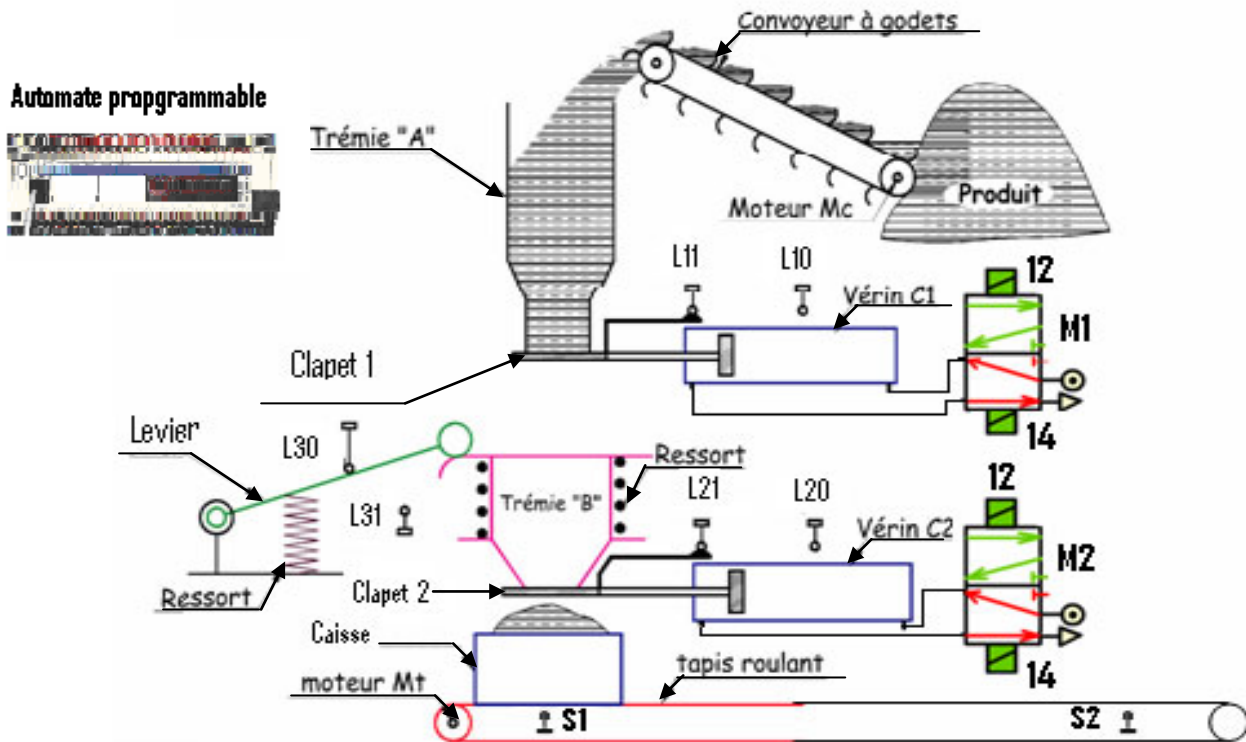 Convoyeur à godets
Automate propgrammable
Trémie "A"
Produit
Moteur Mc
L11
L10
12
Vérin C1
M1
Clapet 1
14
Levier
L30
Ressort
L21
L20
12
Trémie "B"
L31
Vérin C2
M2
Ressort
Clapet 2
Caisse
tapis roulant
14
moteur Mt
S1
S2